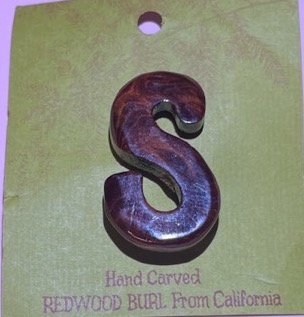 S
Hand Carved
REDWOOD BURL From California